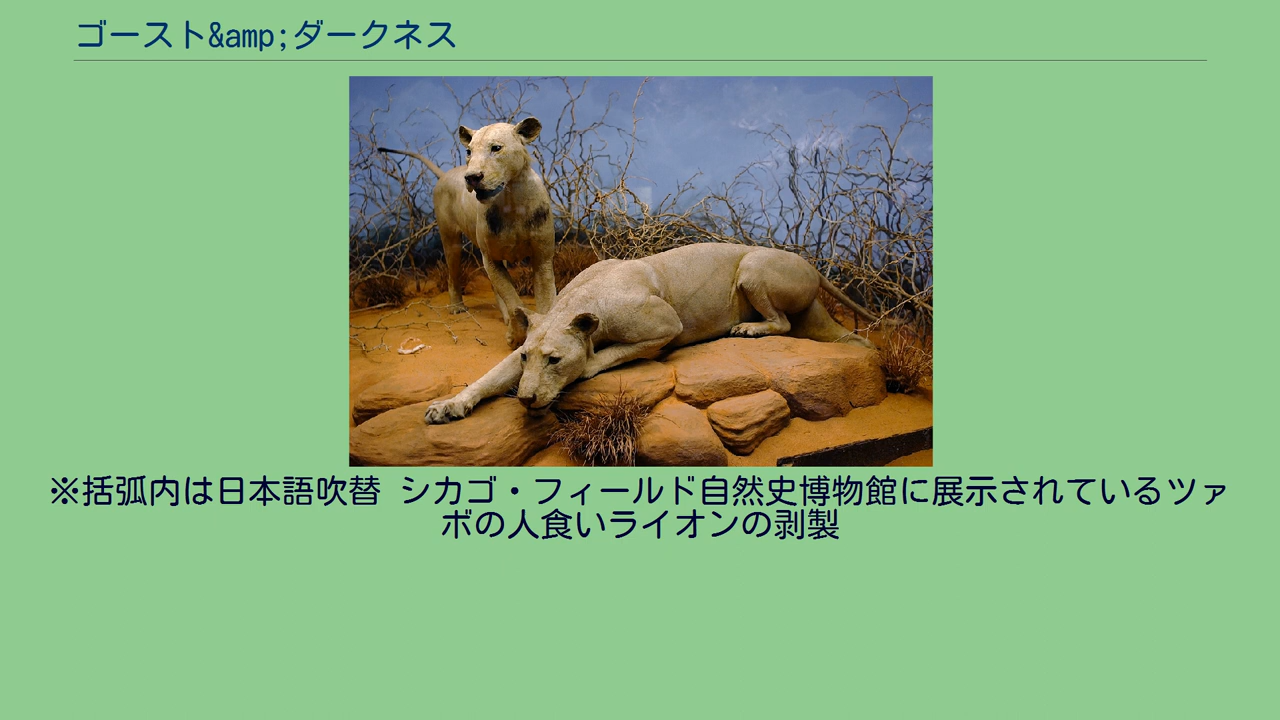 ゴースト&amp;ダークネス
※括弧内は日本語吹替 シカゴ・フィールド自然史博物館に展示されているツァ
ボの人食いライオンの剥製